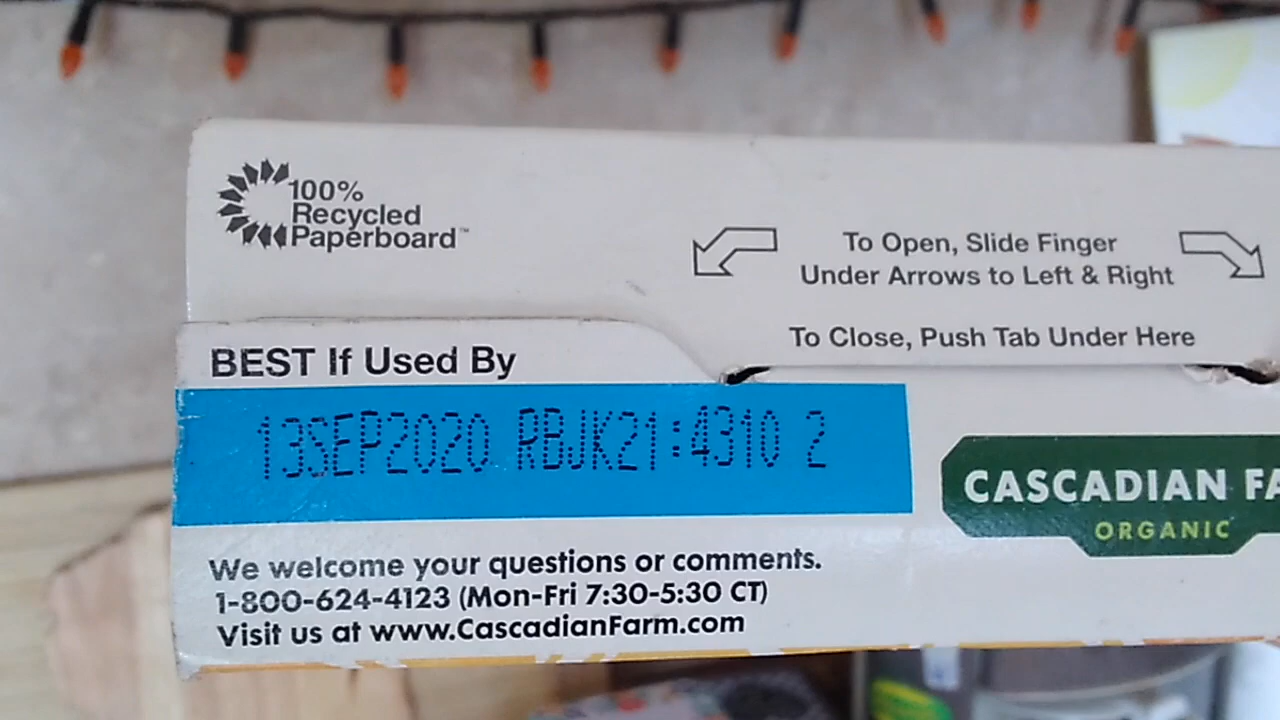 100%
Recycled
Paperboard™
To Open, Slide Finger
Under Arrows to Left & Right
To Close, Push Tab Under Here
BEST If Used By
13SEP2020 RBJK21:4310 2
CASCADIAN FA
ORGANIC
We welcome your questions or comments.
1-800-624-4123 (Mon-Fri 7:30-5:30 CT)
Visit us at www.CascadianFarm.com